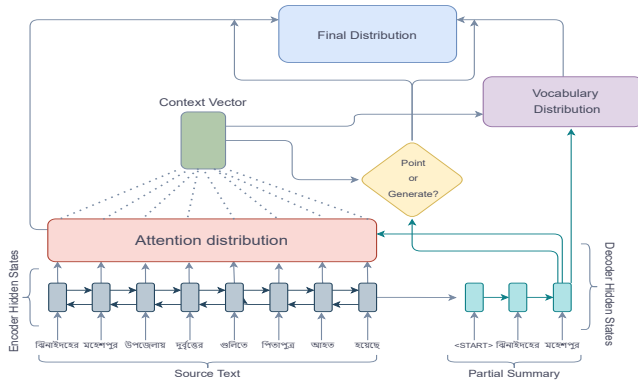 Final Distribution
Vocabulary
Distribution
Context Vector
Point
or
Generate?
Attention distribution
Encoder Hidden States
Decoder Hidden States
ঝিনাইদহের মহেশপুর উপজেলায় দুর্বৃত্তের গুলিতে পিতাপুত্র আহত হয়েছে
<START> ঝিনাইদহের মহেশপুর
Source Text
Partial Summary